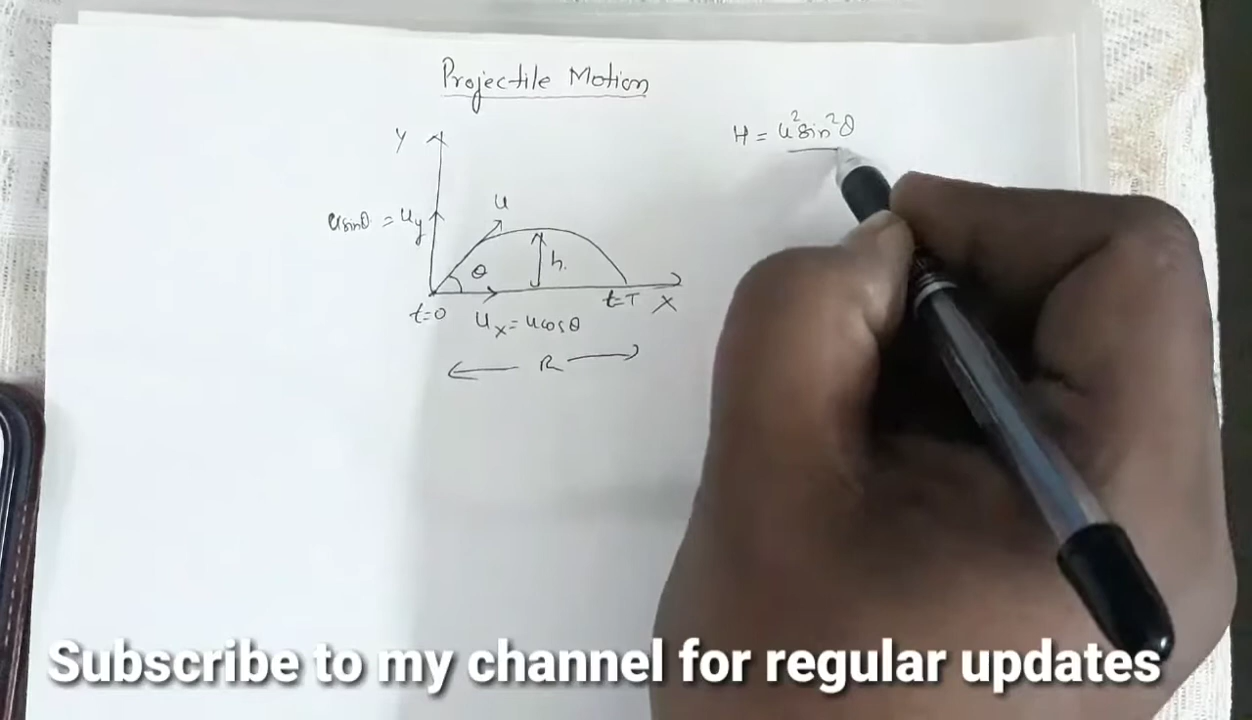 Projectile Motion
H = u²sin²θ
Y
u
usinθ = uy
θ
h.
t=0
t=T
X
ux = ucosθ
R
Subscribe to my channel for regular updates